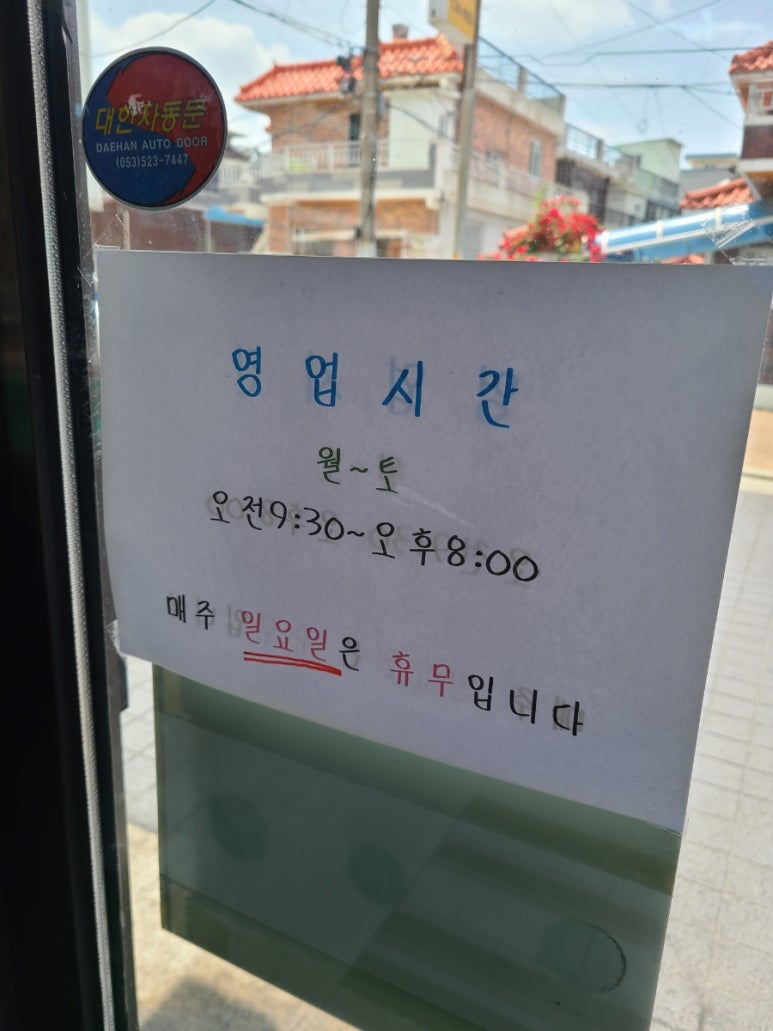 대한자동문
DAEHAN AUTO DOOR
(053)523-7447
영업시간
월~토
오전9:30~오후8:00
매주 일요일은 휴무입니다